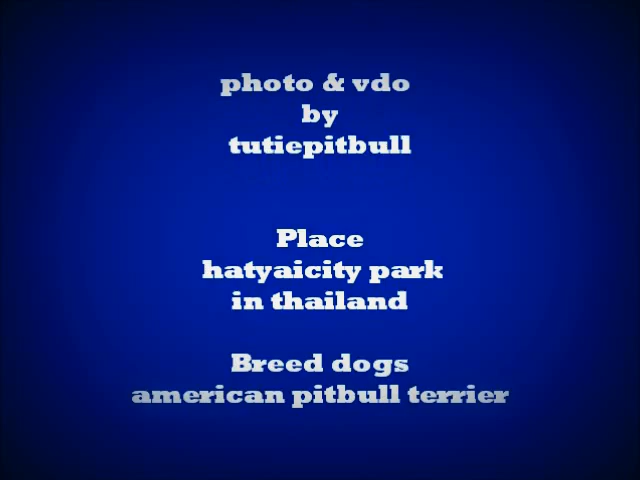 photo & vdo
by
tutiepitbull
Place
hatyaicity park
in thailand
Breed dogs
american pitbull terrier